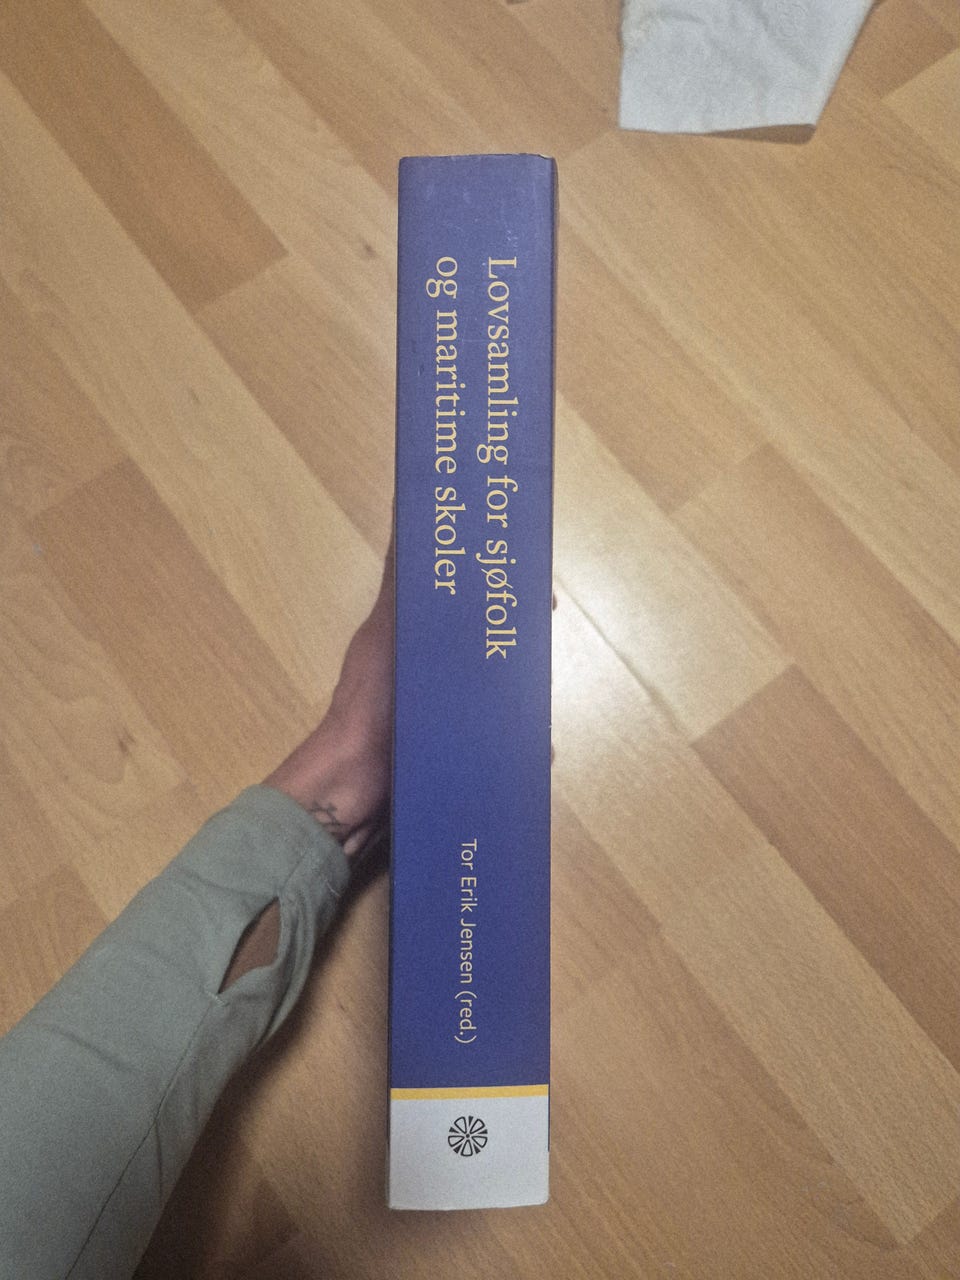 Lovsamling for sjøfolk
og maritime skoler
Tor Erik Jensen (red.)